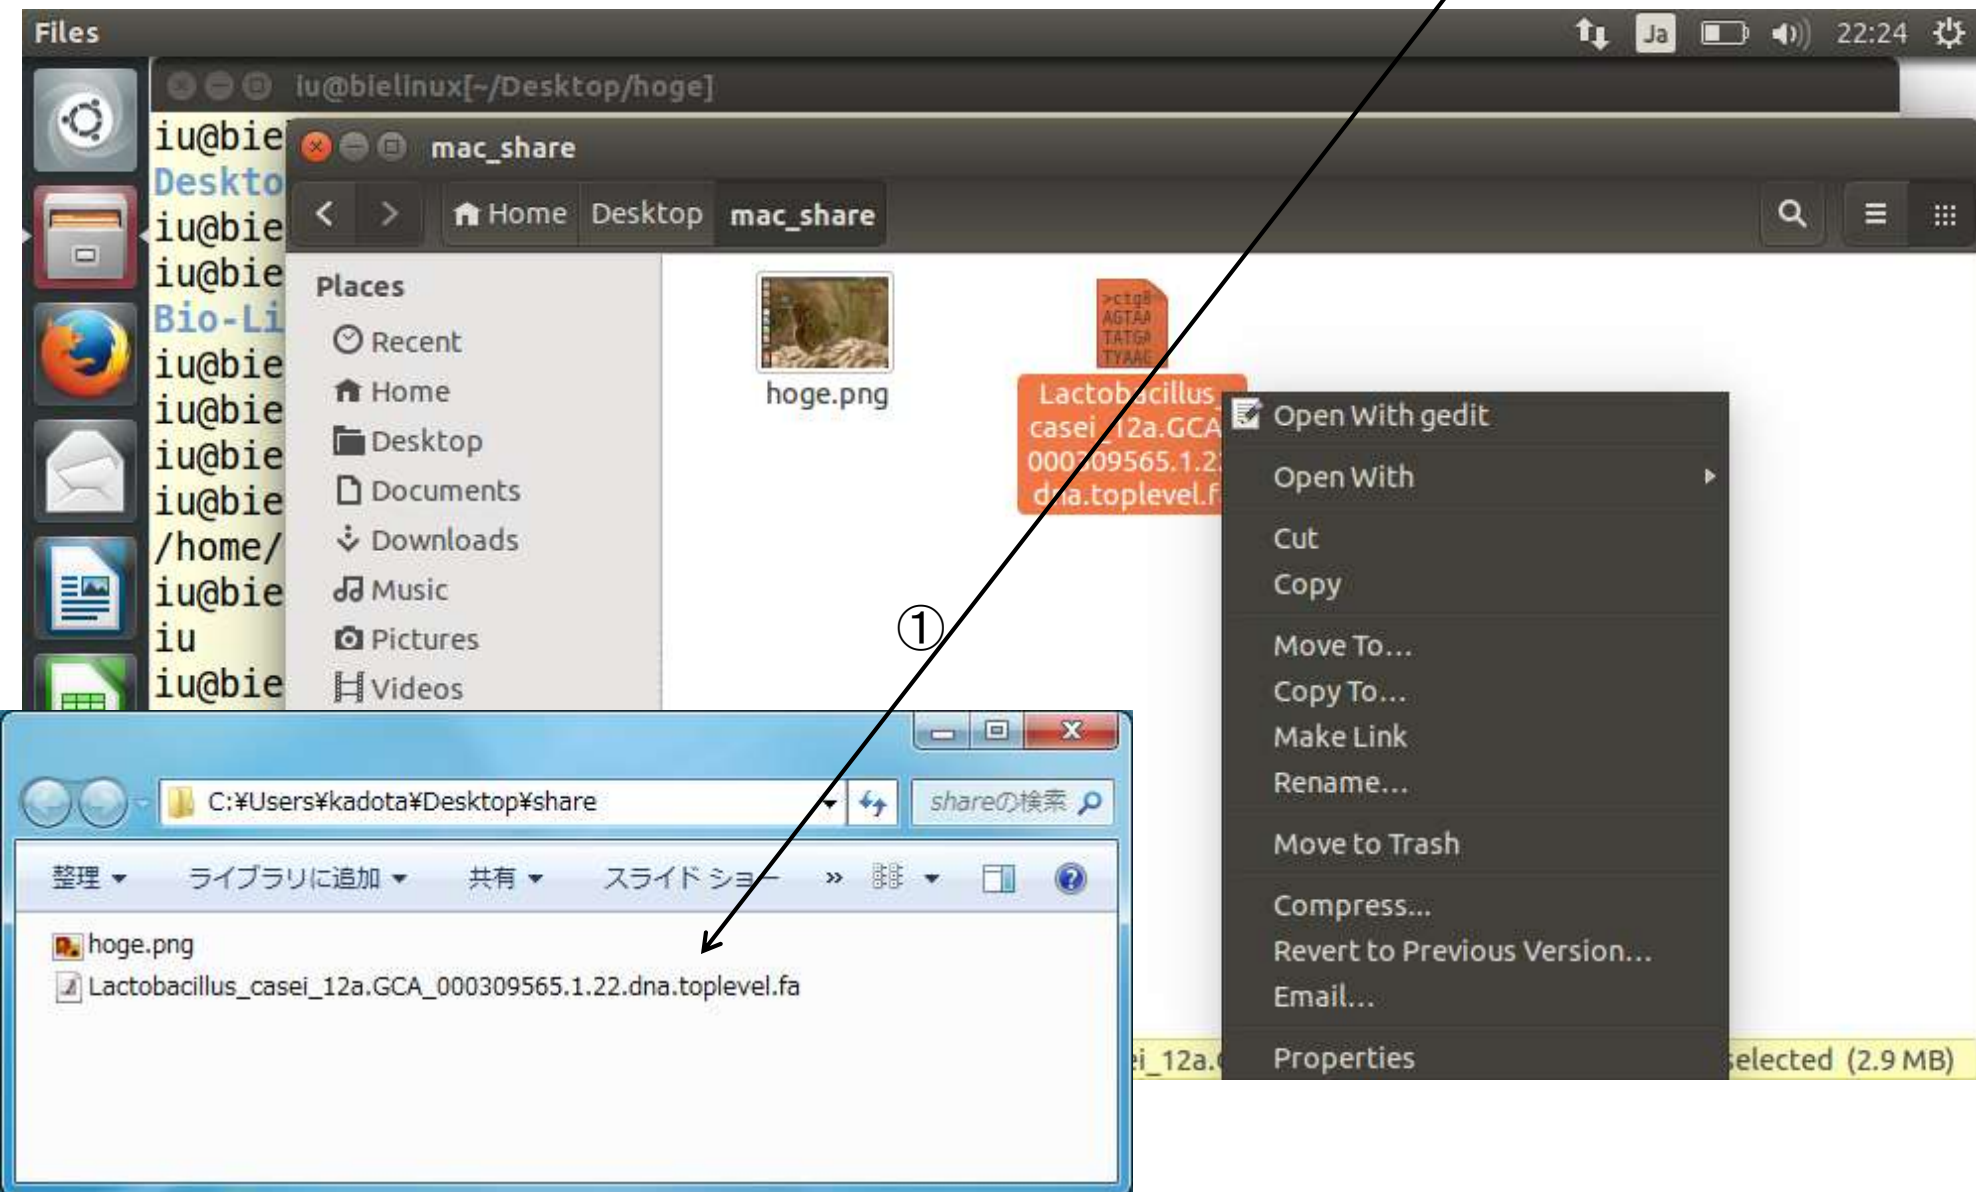 Files
Ja
22:24
iu@bielinux[~/Desktop/hoge]
iu@bie
Deskto
iu@bie
iu@bie
Bio-Li
iu@bie
iu@bie
iu@bie
iu@bie
/home/
iu@bie
iu
iu@bie
mac_share
Home Desktop mac_share
Places
Recent
Home
Desktop
Documents
Downloads
Music
Pictures
Videos
hoge.png
>ctg8
AGTAA
TATGA
TYAAG
Lactobacillus_
casei_12a.GCA
000309565.1.2
dna.toplevel.f
Open With gedit
Open With
Cut
Copy
Move To…
Copy To…
Make Link
Rename…
Move to Trash
Compress…
Revert to Previous Version…
Email…
Properties
ei_12a.
selected (2.9 MB)
①
C:¥Users¥kadota¥Desktop¥share
shareの検索
整理 ライブラリに追加 共有 スライド ショー »
hoge.png
Lactobacillus_casei_12a.GCA_000309565.1.22.dna.toplevel.fa